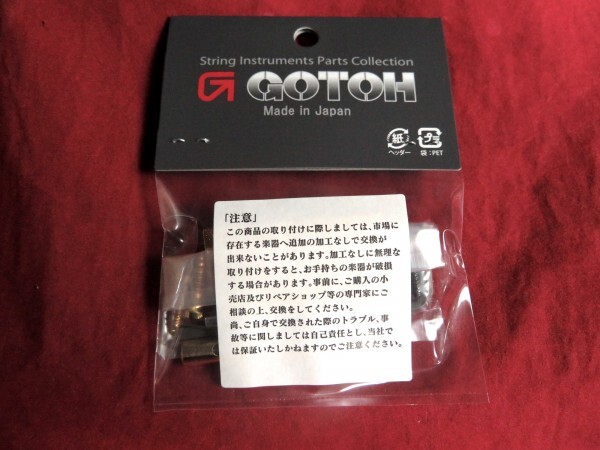 String Instruments Parts Collection
GOTOH
Made in Japan
紙 プラ
ヘッダー 袋:PET
「注意」
この商品の取り付けに際しましては、市場に
存在する楽器へ追加の加工なしで交換が
出来ないことがあります。加工なしに無理な
取り付けをすると、お手持ちの楽器が破損
する場合があります。事前に、ご購入の小
売店及びリペアショップ等の専門家にご
相談の上、交換をしてください。
尚、ご自身で交換された際のトラブル、事
故等に関しましては自己責任とし、当社で
は保証いたしかねますのでご注意ください。